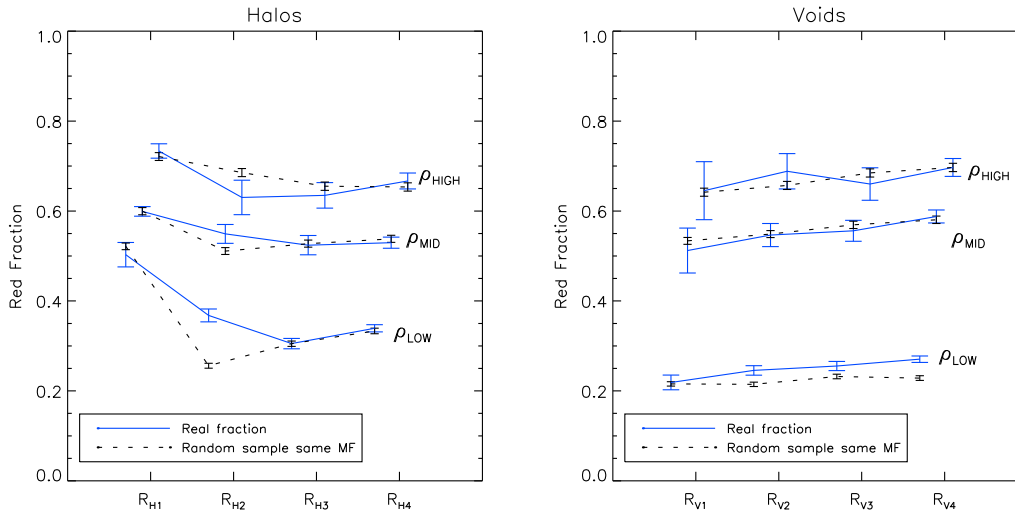 Halos
1.0
0.8
0.6
0.4
0.2
0.0
Red Fraction
ρHIGH
ρMID
ρLOW
Real fraction
Random sample same MF
RH1 RH2 RH3 RH4
Voids
1.0
0.8
0.6
0.4
0.2
0.0
Red Fraction
ρHIGH
ρMID
ρLOW
Real fraction
Random sample same MF
RV1 RV2 RV3 RV4